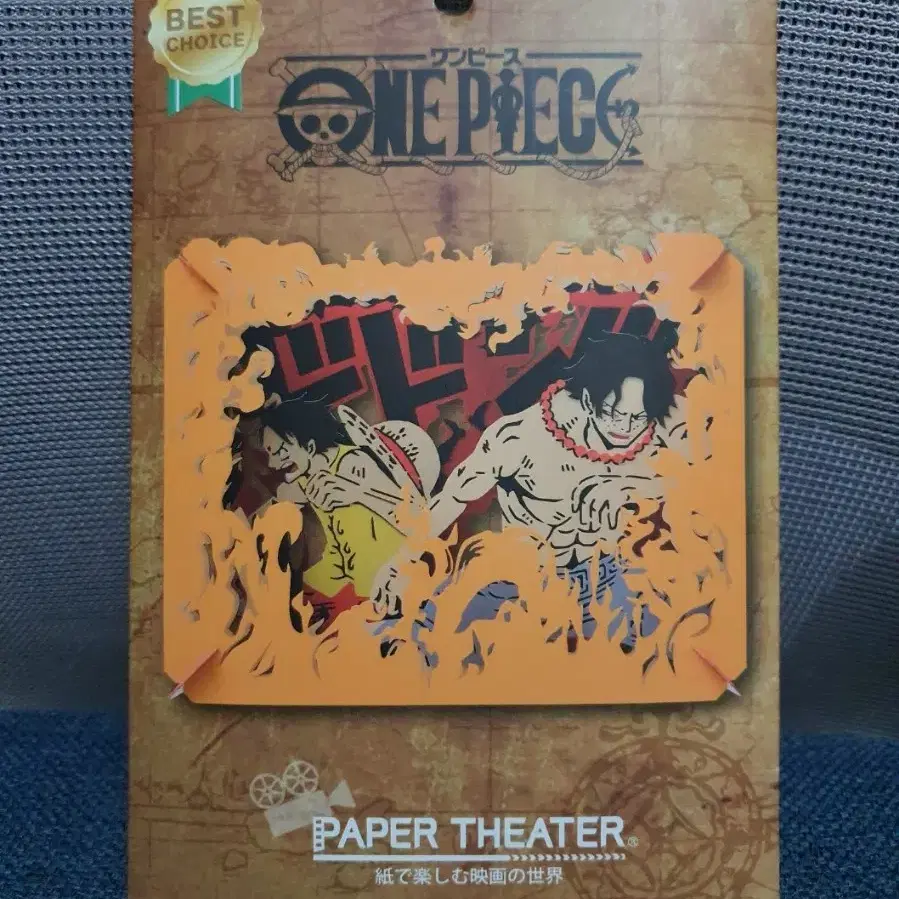 BEST
CHOICE
ワンピース
ONE PIECE
ドドーン
PAPER THEATER®
紙で楽しむ映画の世界